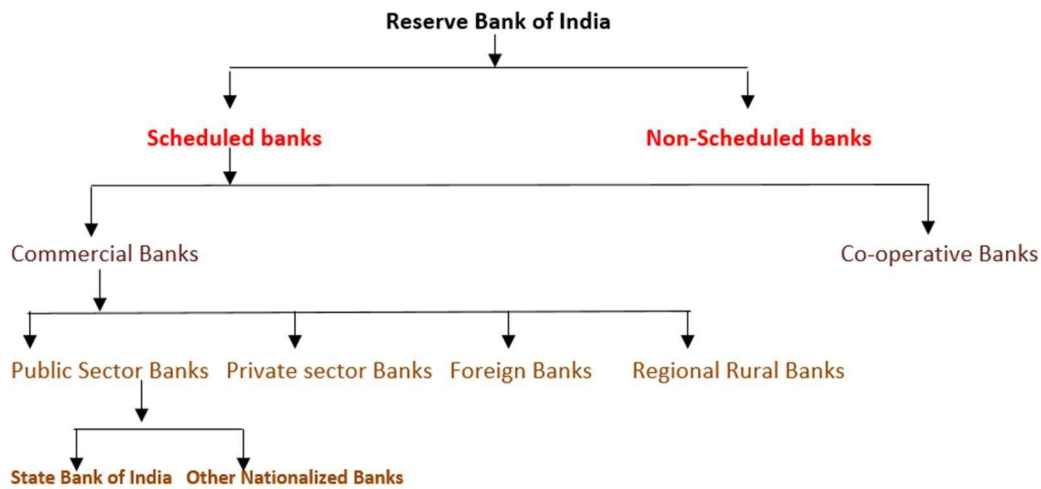 Reserve Bank of India
Scheduled banks Non-Scheduled banks
Commercial Banks Co-operative Banks
Public Sector Banks Private sector Banks Foreign Banks Regional Rural Banks
State Bank of India Other Nationalized Banks